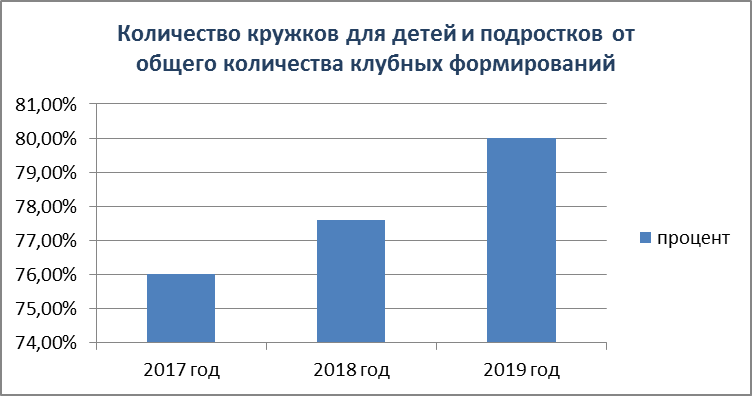 Количество кружков для детей и подростков от
общего количества клубных формирований
81,00%
80,00%
79,00%
78,00%
77,00%
76,00%
75,00%
74,00%
2017 год
2018 год
2019 год
процент